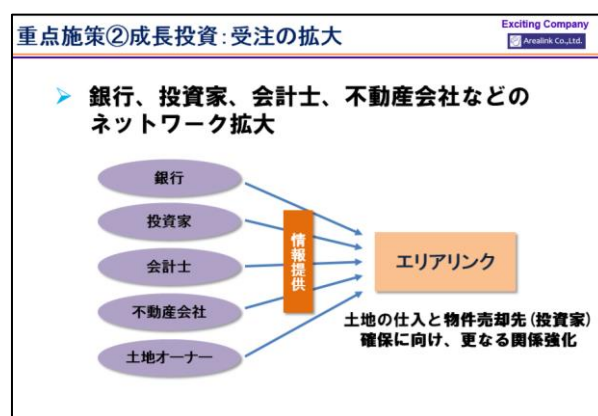 重点施策②成長投資:受注の拡大
Exciting Company
Arealink Co.,Ltd.
銀行、投資家、会計士、不動産会社などの
ネットワーク拡大
銀行
投資家
会計士
不動産会社
土地オーナー
情報提供
エリアリンク
土地の仕入と物件売却先(投資家)
確保に向け、更なる関係強化